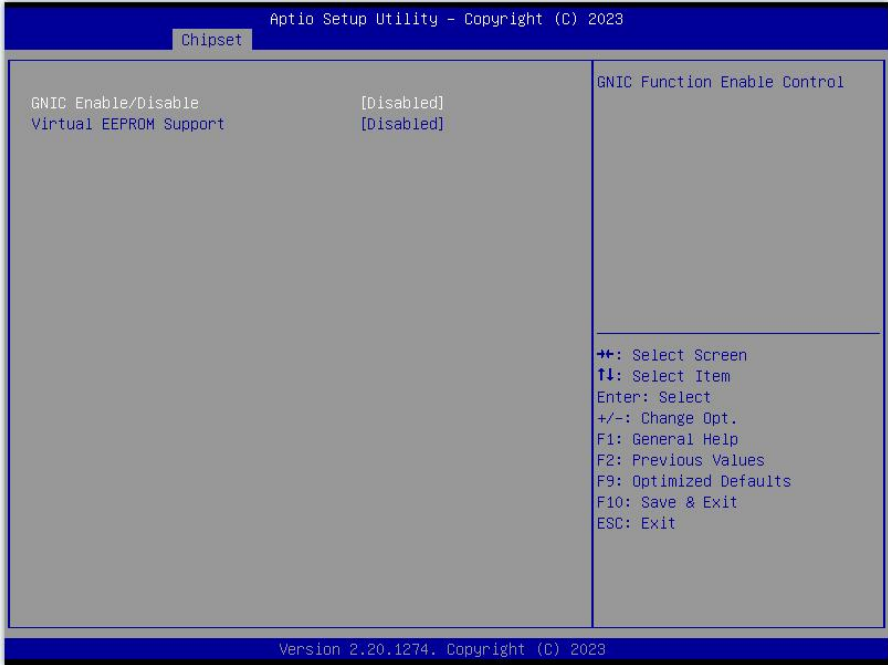 Aptio Setup Utility – Copyright (C) 2023
Chipset
GNIC Enable/Disable [Disabled]
Virtual EEPROM Support [Disabled]
GNIC Function Enable Control
→←: Select Screen
↑↓: Select Item
Enter: Select
+/-: Change Opt.
F1: General Help
F2: Previous Values
F9: Optimized Defaults
F10: Save & Exit
ESC: Exit
Version 2.20.1274. Copyright (C) 2023